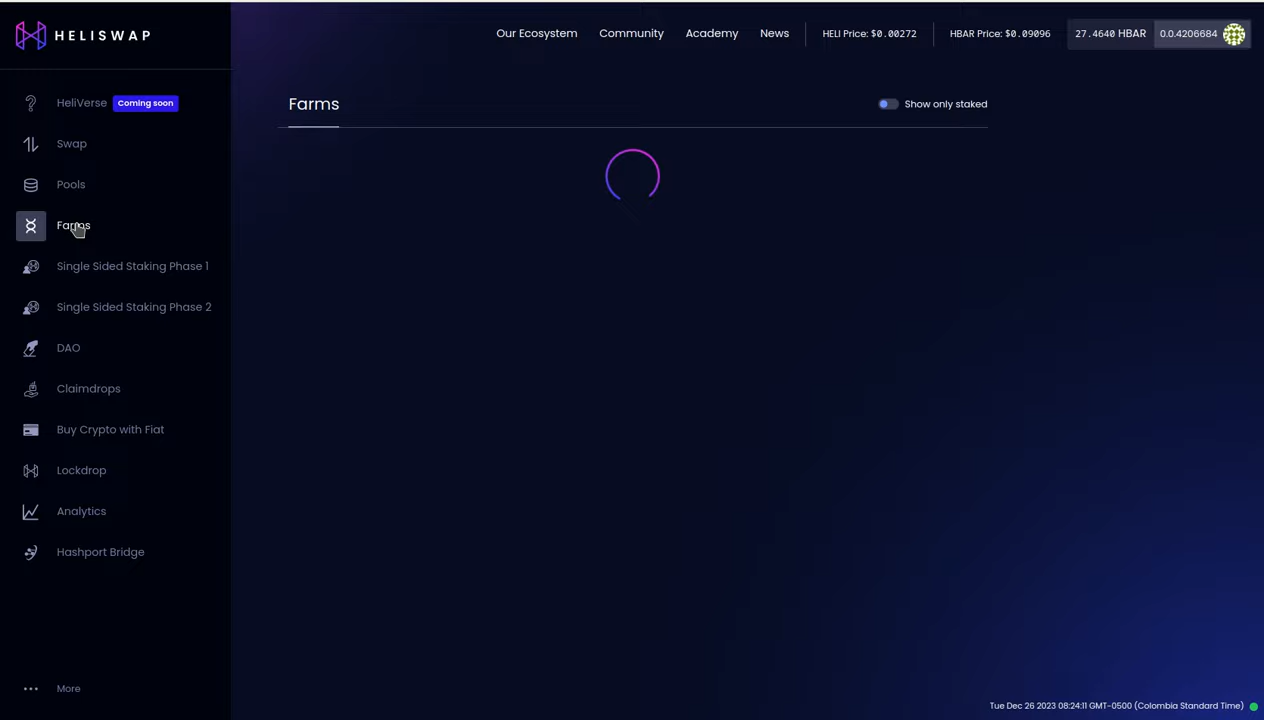 HELISWAP
Our Ecosystem Community Academy News HELI Price: $0.00272 HBAR Price: $0.09096 27.4640 HBAR 0.0.4206684
HeliVerse Coming soon
Swap
Pools
Farms
Single Sided Staking Phase 1
Single Sided Staking Phase 2
DAO
Claimdrops
Buy Crypto with Fiat
Lockdrop
Analytics
Hashport Bridge
More
Farms Show only staked
Tue Dec 26 2023 08:24:11 GMT-0500 (Colombia Standard Time)